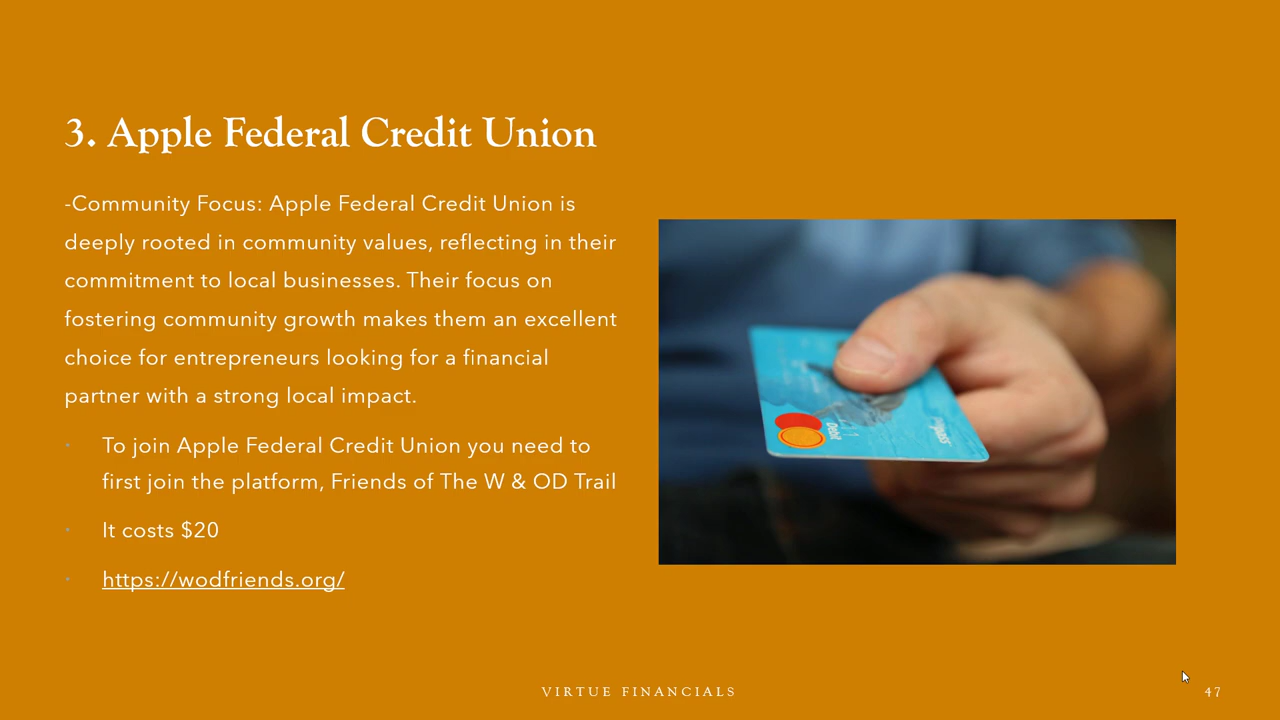 3. Apple Federal Credit Union
-Community Focus: Apple Federal Credit Union is
deeply rooted in community values, reflecting in their
commitment to local businesses. Their focus on
fostering community growth makes them an excellent
choice for entrepreneurs looking for a financial
partner with a strong local impact.
· To join Apple Federal Credit Union you need to
first join the platform, Friends of The W & OD Trail
· It costs $20
· https://wodfriends.org/
Debit
VIRTUE FINANCIALS
47